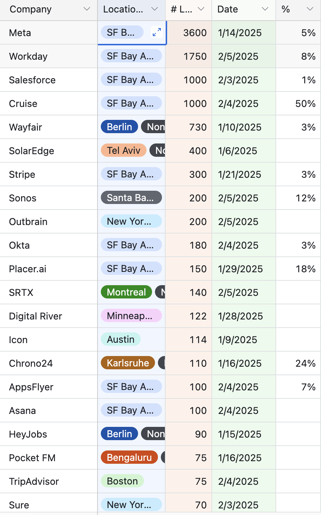 Company Locatio... # L... Date %
Meta SF B... 3600 1/14/2025 5%
Workday SF Bay A... 1750 2/5/2025 8%
Salesforce SF Bay A... 1000 2/3/2025 1%
Cruise SF Bay A... 1000 2/4/2025 50%
Wayfair Berlin Non 730 1/10/2025 3%
SolarEdge Tel Aviv No 400 1/6/2025
Stripe SF Bay A... 300 1/21/2025 3%
Sonos Santa Ba... 200 2/5/2025 12%
Outbrain New Yor... 200 2/5/2025
Okta SF Bay A... 180 2/4/2025 3%
Placer.ai SF Bay A... 150 1/29/2025 18%
SRTX Montreal N 140 2/5/2025
Digital River Minneap... 122 1/28/2025
Icon Austin 114 1/9/2025
Chrono24 Karlsruhe 110 1/16/2025 24%
AppsFlyer SF Bay A... 100 2/4/2025 7%
Asana SF Bay A... 100 2/4/2025
HeyJobs Berlin Non 90 1/15/2025
Pocket FM Bengaluru 75 1/16/2025
TripAdvisor Boston 75 2/4/2025
Sure New Yor... 70 2/3/2025